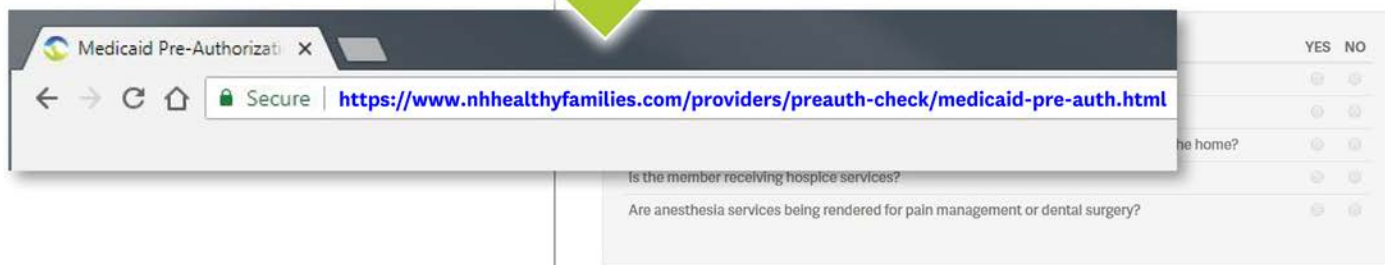 Medicaid Pre-Authorizati
YES NO
Secure | https://www.nhhealthyfamilies.com/providers/preauth-check/medicaid-pre-auth.html
he home?
Is the member receiving hospice services?
Are anesthesia services being rendered for pain management or dental surgery?